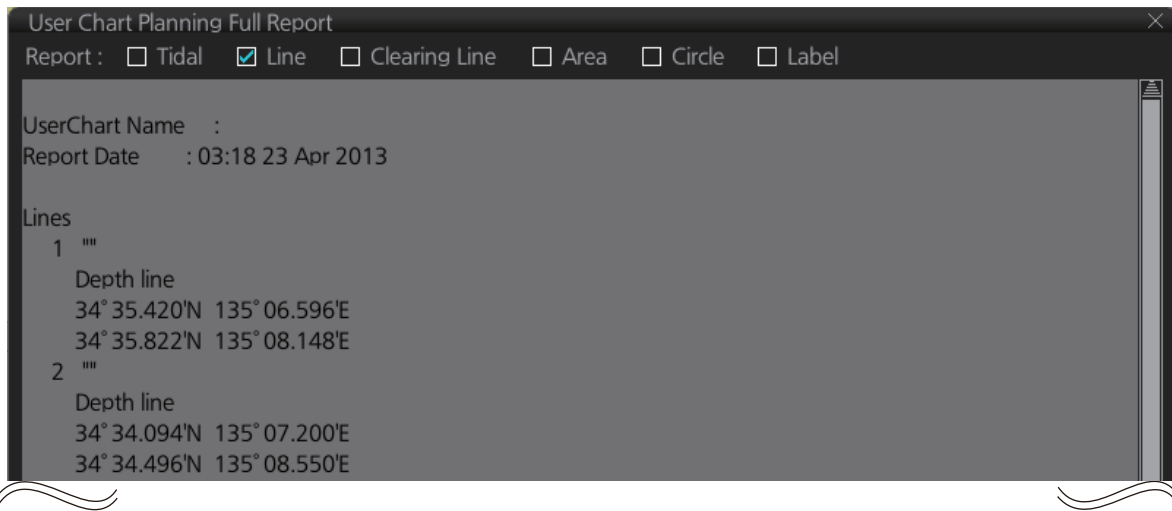 User Chart Planning Full Report
Report : Tidal Line Clearing Line Area Circle Label
UserChart Name :
Report Date : 03:18 23 Apr 2013
Lines
1 ""
Depth line
34°35.420'N 135°06.596'E
34°35.822'N 135°08.148'E
2 ""
Depth line
34°34.094'N 135°07.200'E
34°34.496'N 135°08.550'E